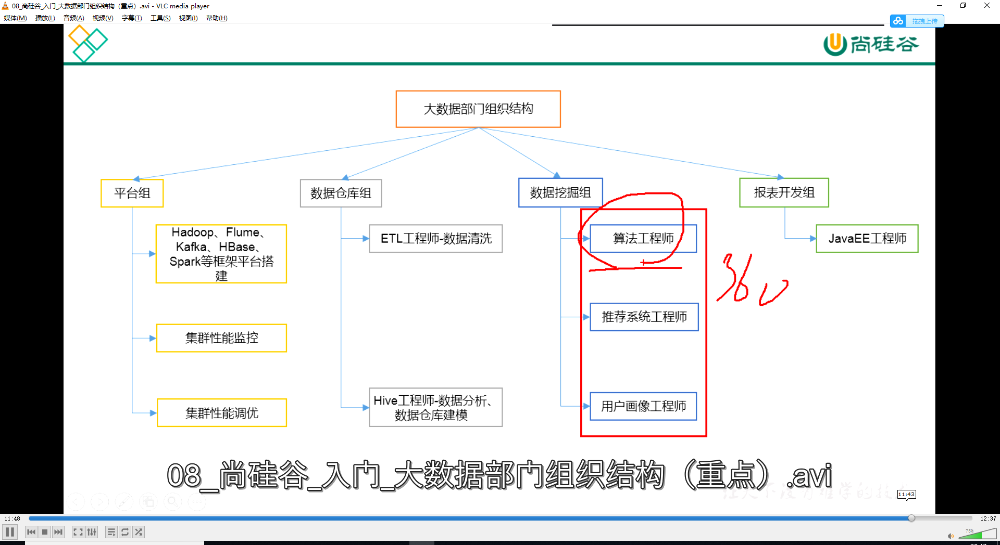 08_尚硅谷_入门_大数据部门组织结构（重点）.avi - VLC media player
媒体(M) 播放(L) 音频(A) 视频(V) 字幕(T) 工具(S) 视图(I) 帮助(H)
拖拽上传
尚硅谷
大数据部门组织结构
平台组
数据仓库组
数据挖掘组
报表开发组
Hadoop、Flume、
Kafka、HBase、
Spark等框架平台搭
建
ETL工程师-数据清洗
算法工程师
JavaEE工程师
集群性能监控
推荐系统工程师
集群性能调优
Hive工程师-数据分析、
数据仓库建模
用户画像工程师
08_尚硅谷_入门_大数据部门组织结构（重点）.avi
11:43
11:48
12:37
75%